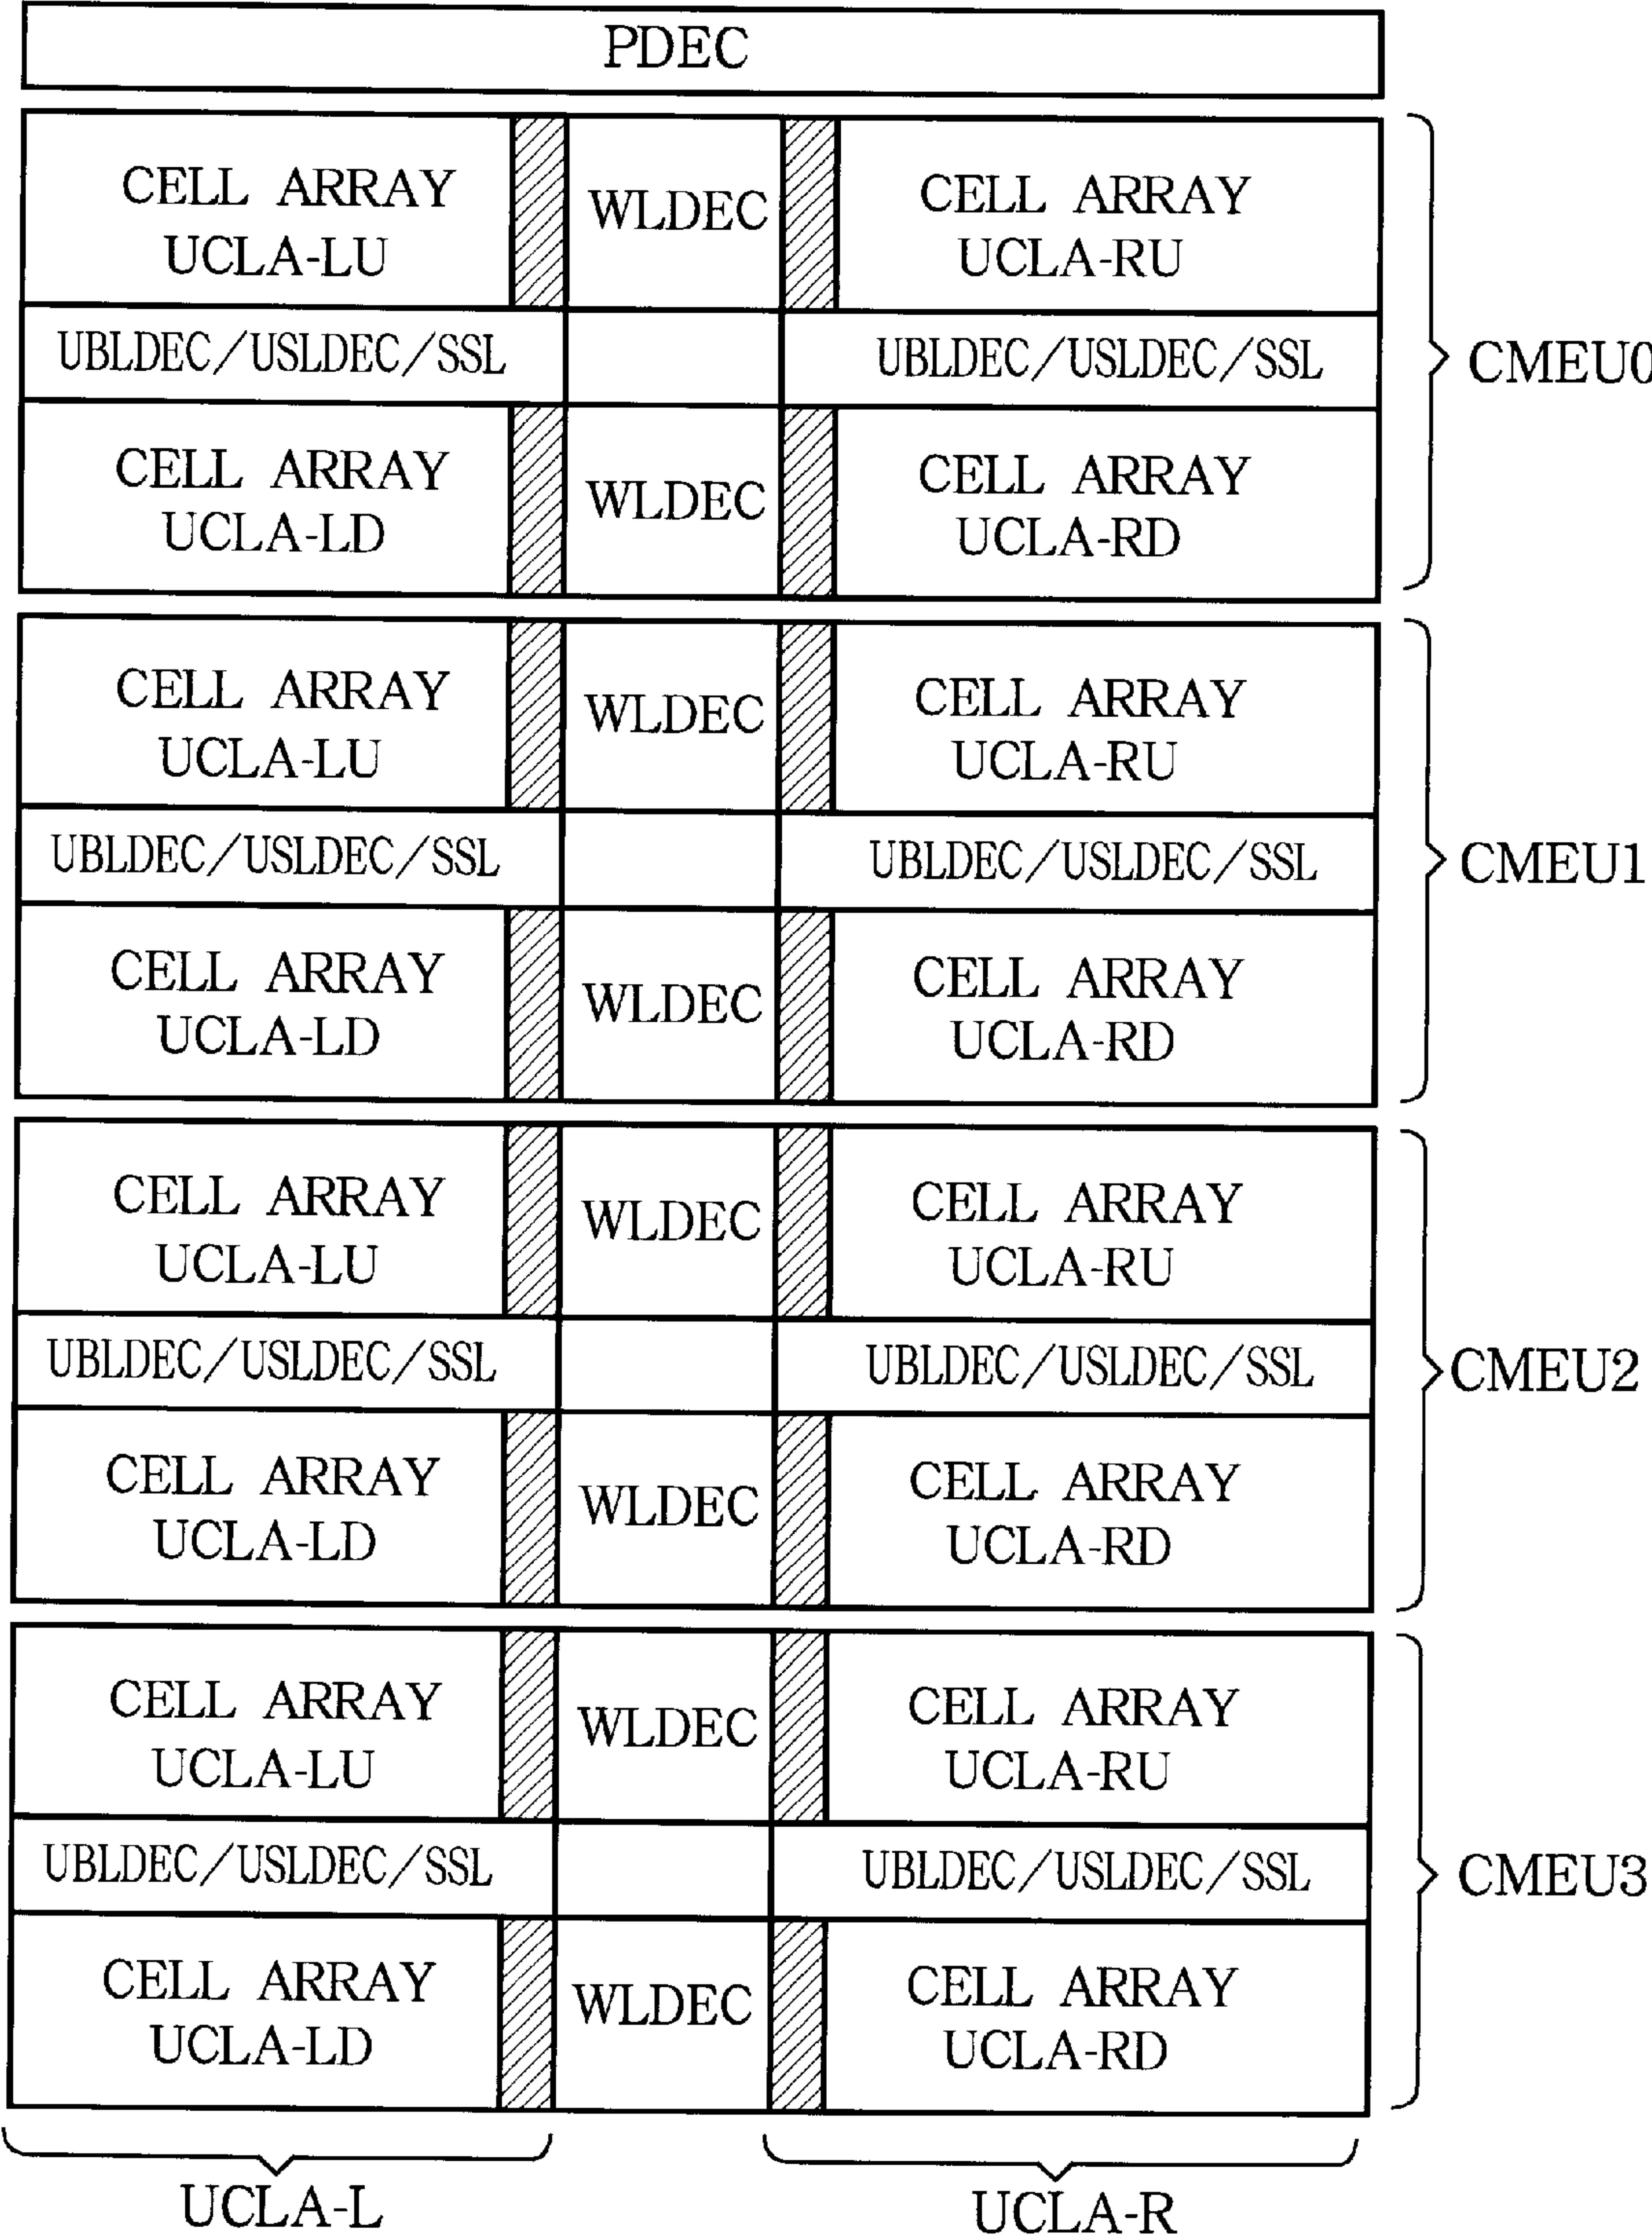 PDEC
CELL ARRAY
UCLA-LU
WLDEC
CELL ARRAY
UCLA-RU
UBLDEC/USLDEC/SSL
UBLDEC/USLDEC/SSL
CMEU0
CELL ARRAY
UCLA-LD
WLDEC
CELL ARRAY
UCLA-RD
CELL ARRAY
UCLA-LU
WLDEC
CELL ARRAY
UCLA-RU
UBLDEC/USLDEC/SSL
UBLDEC/USLDEC/SSL
CMEU1
CELL ARRAY
UCLA-LD
WLDEC
CELL ARRAY
UCLA-RD
CELL ARRAY
UCLA-LU
WLDEC
CELL ARRAY
UCLA-RU
UBLDEC/USLDEC/SSL
UBLDEC/USLDEC/SSL
CMEU2
CELL ARRAY
UCLA-LD
WLDEC
CELL ARRAY
UCLA-RD
CELL ARRAY
UCLA-LU
WLDEC
CELL ARRAY
UCLA-RU
UBLDEC/USLDEC/SSL
UBLDEC/USLDEC/SSL
CMEU3
CELL ARRAY
UCLA-LD
WLDEC
CELL ARRAY
UCLA-RD
UCLA-L
UCLA-R